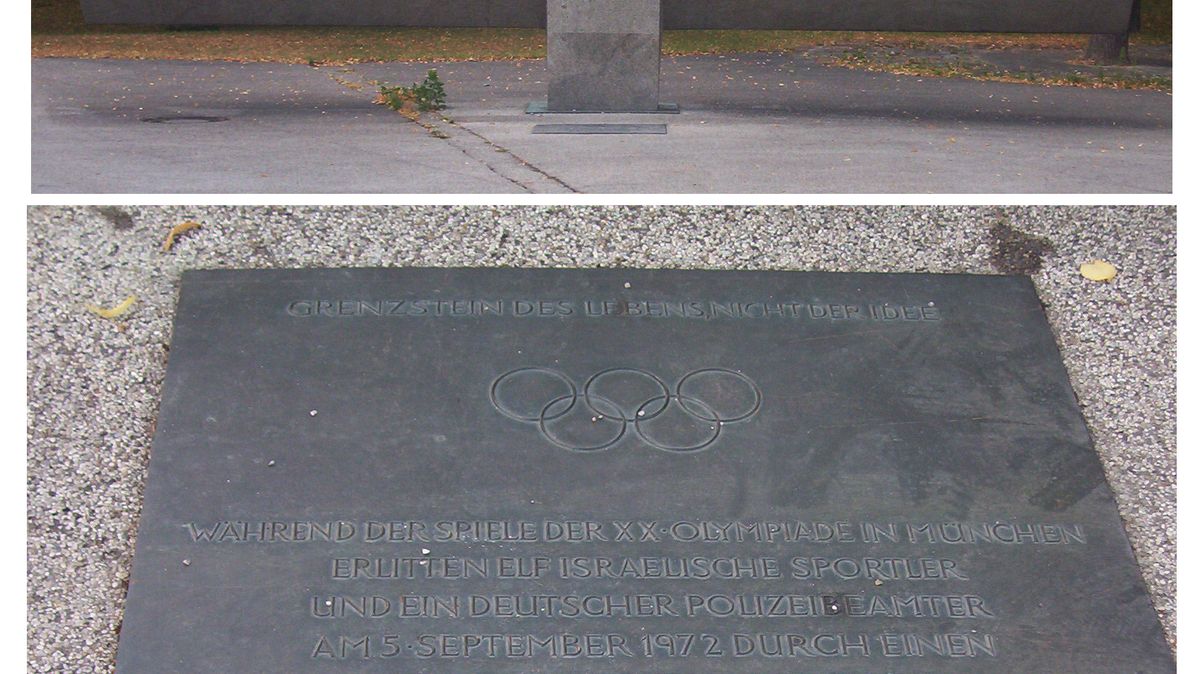 GRENZSTEIN DES LEBENS, NICHT DER IDEE
WÄHREND DER SPIELE DER XX·OLYMPIADE IN MÜNCHEN
ERLITTEN ELF ISRAELISCHE SPORTLER
UND EIN DEUTSCHER POLIZEIBEAMTER
AM 5·SEPTEMBER 1972 DURCH EINEN